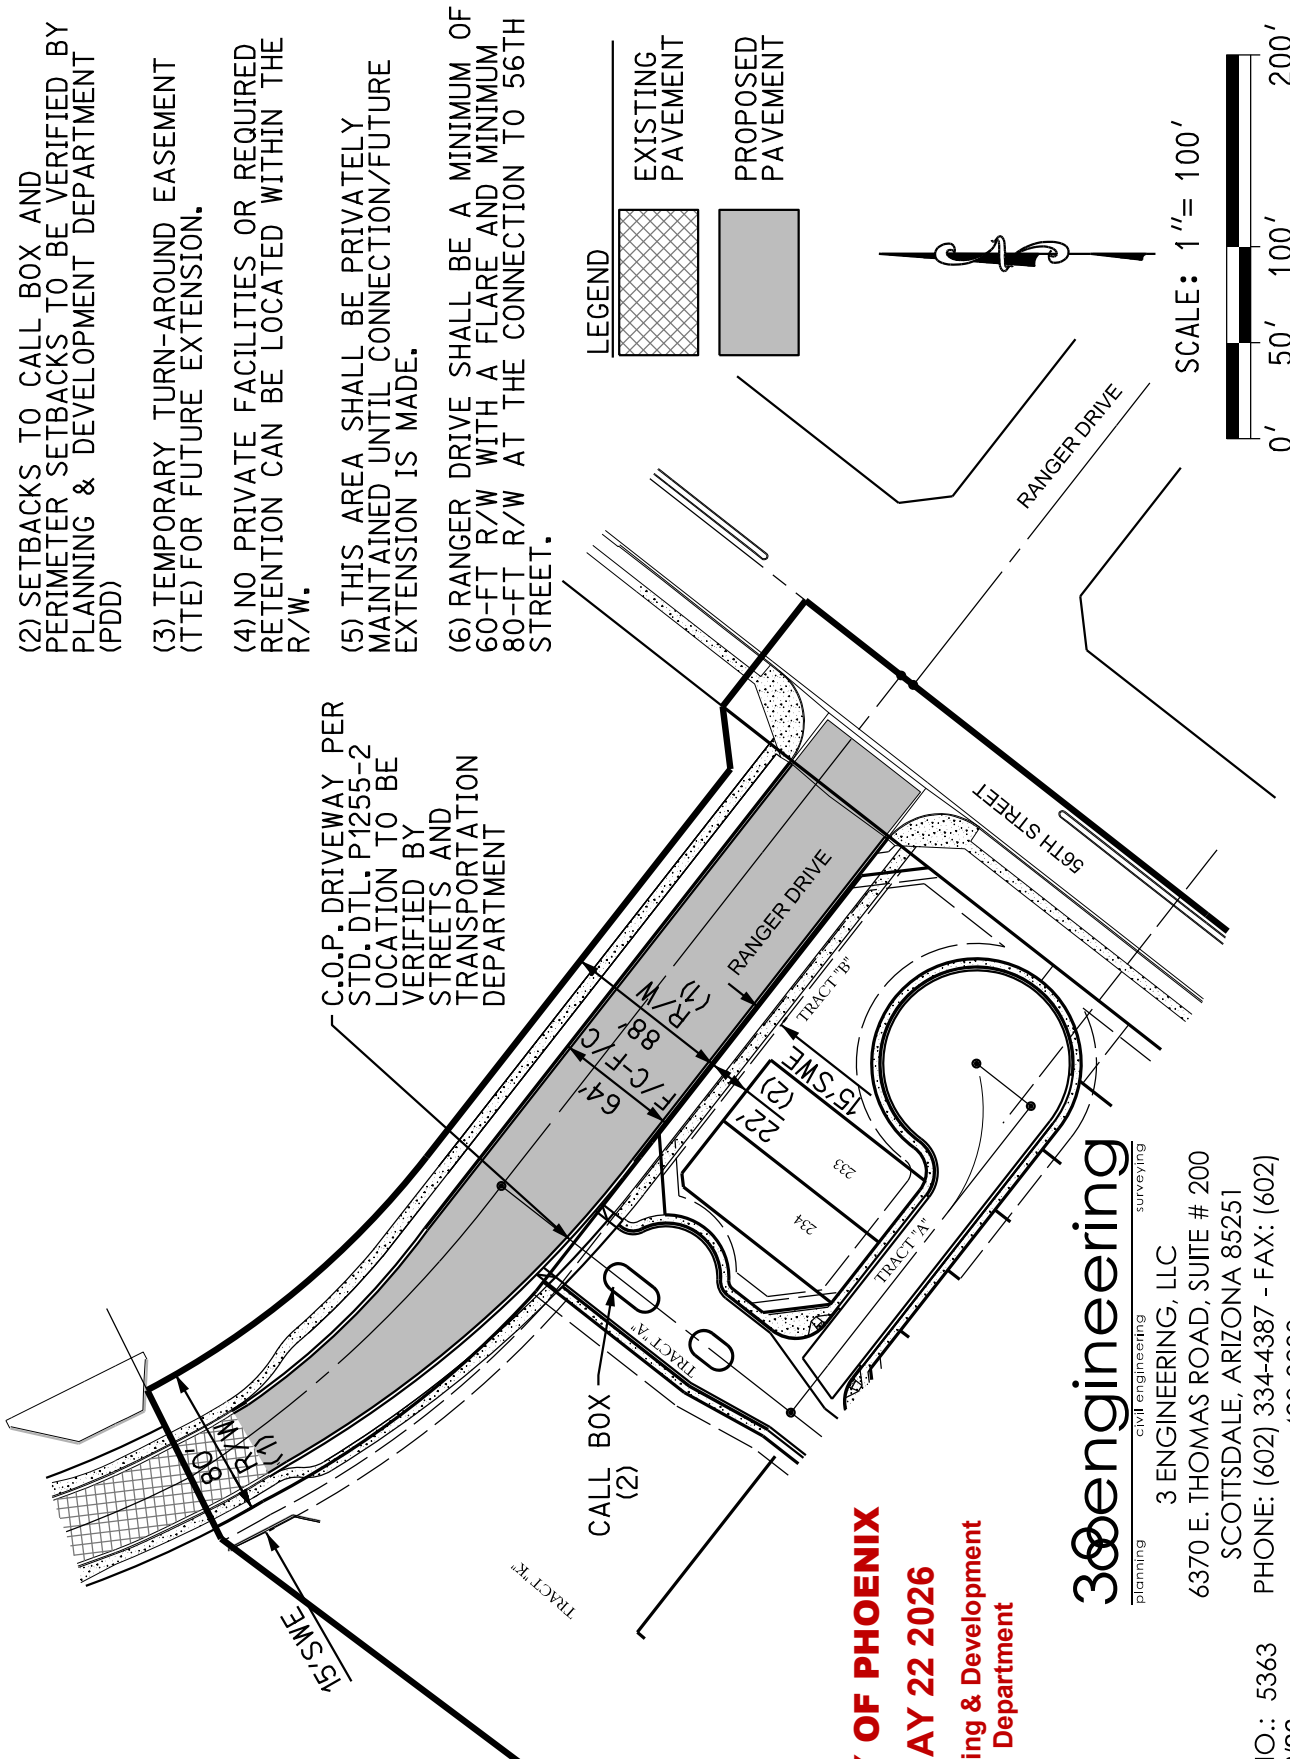 (2) SETBACKS TO CALL BOX AND
PERIMETER SETBACKS TO BE VERIFIED BY
PLANNING & DEVELOPMENT DEPARTMENT
(PDD)
(3) TEMPORARY TURN-AROUND EASEMENT
(TTE) FOR FUTURE EXTENSION.
(4) NO PRIVATE FACILITIES OR REQUIRED
RETENTION CAN BE LOCATED WITHIN THE
R/W.
(5) THIS AREA SHALL BE PRIVATELY
MAINTAINED UNTIL CONNECTION/FUTURE
EXTENSION IS MADE.
(6) RANGER DRIVE SHALL BE A MINIMUM OF
60-FT R/W WITH A FLARE AND MINIMUM
80-FT R/W AT THE CONNECTION TO 56TH
STREET.
LEGEND
EXISTING
PAVEMENT
PROPOSED
PAVEMENT
SCALE: 1"= 100'
0'
50'
100'
200'
C.O.P. DRIVEWAY PER
STD. DTL. P1255-2
LOCATION TO BE
VERIFIED BY
STREETS AND
TRANSPORTATION
DEPARTMENT
80'
R/W
(1)
15'SWE
64'
F/C-F/C
88'
R/W
(1)
RANGER DRIVE
RANGER DRIVE
56TH STREET
22'
(2)
15'SWE
TRACT "B"
233
234
TRACT "A"
TRACT "A"
TRACT "K"
CALL BOX
(2)
OF PHOENIX
AY 22 2026
ing & Development
Department
3engineering
planning
civil engineering
surveying
3 ENGINEERING, LLC
6370 E. THOMAS ROAD, SUITE # 200
SCOTTSDALE, ARIZONA 85251
PHONE: (602) 334-4387 - FAX: (602)
NO.: 5363